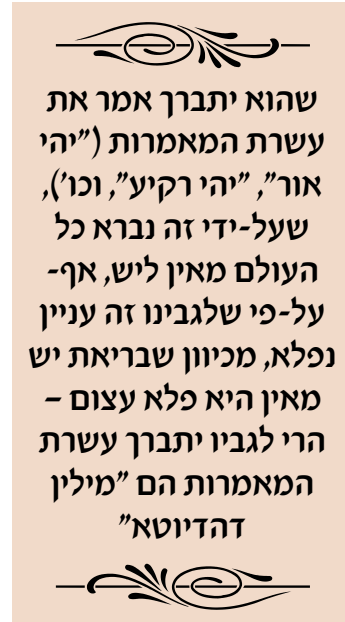 שהוא יתברך אמר את
עשרת המאמרות ("יהי
אור", "יהי רקיע", וכו'),
שעל-ידי זה נברא כל
העולם מאין ליש, אף-
על-פי שלגבינו זה עניין
נפלא, מכיוון שבריאת יש
מאין היא פלא עצום –
הרי לגביו יתברך עשרת
המאמרות הם "מילין
דהדיוטא"